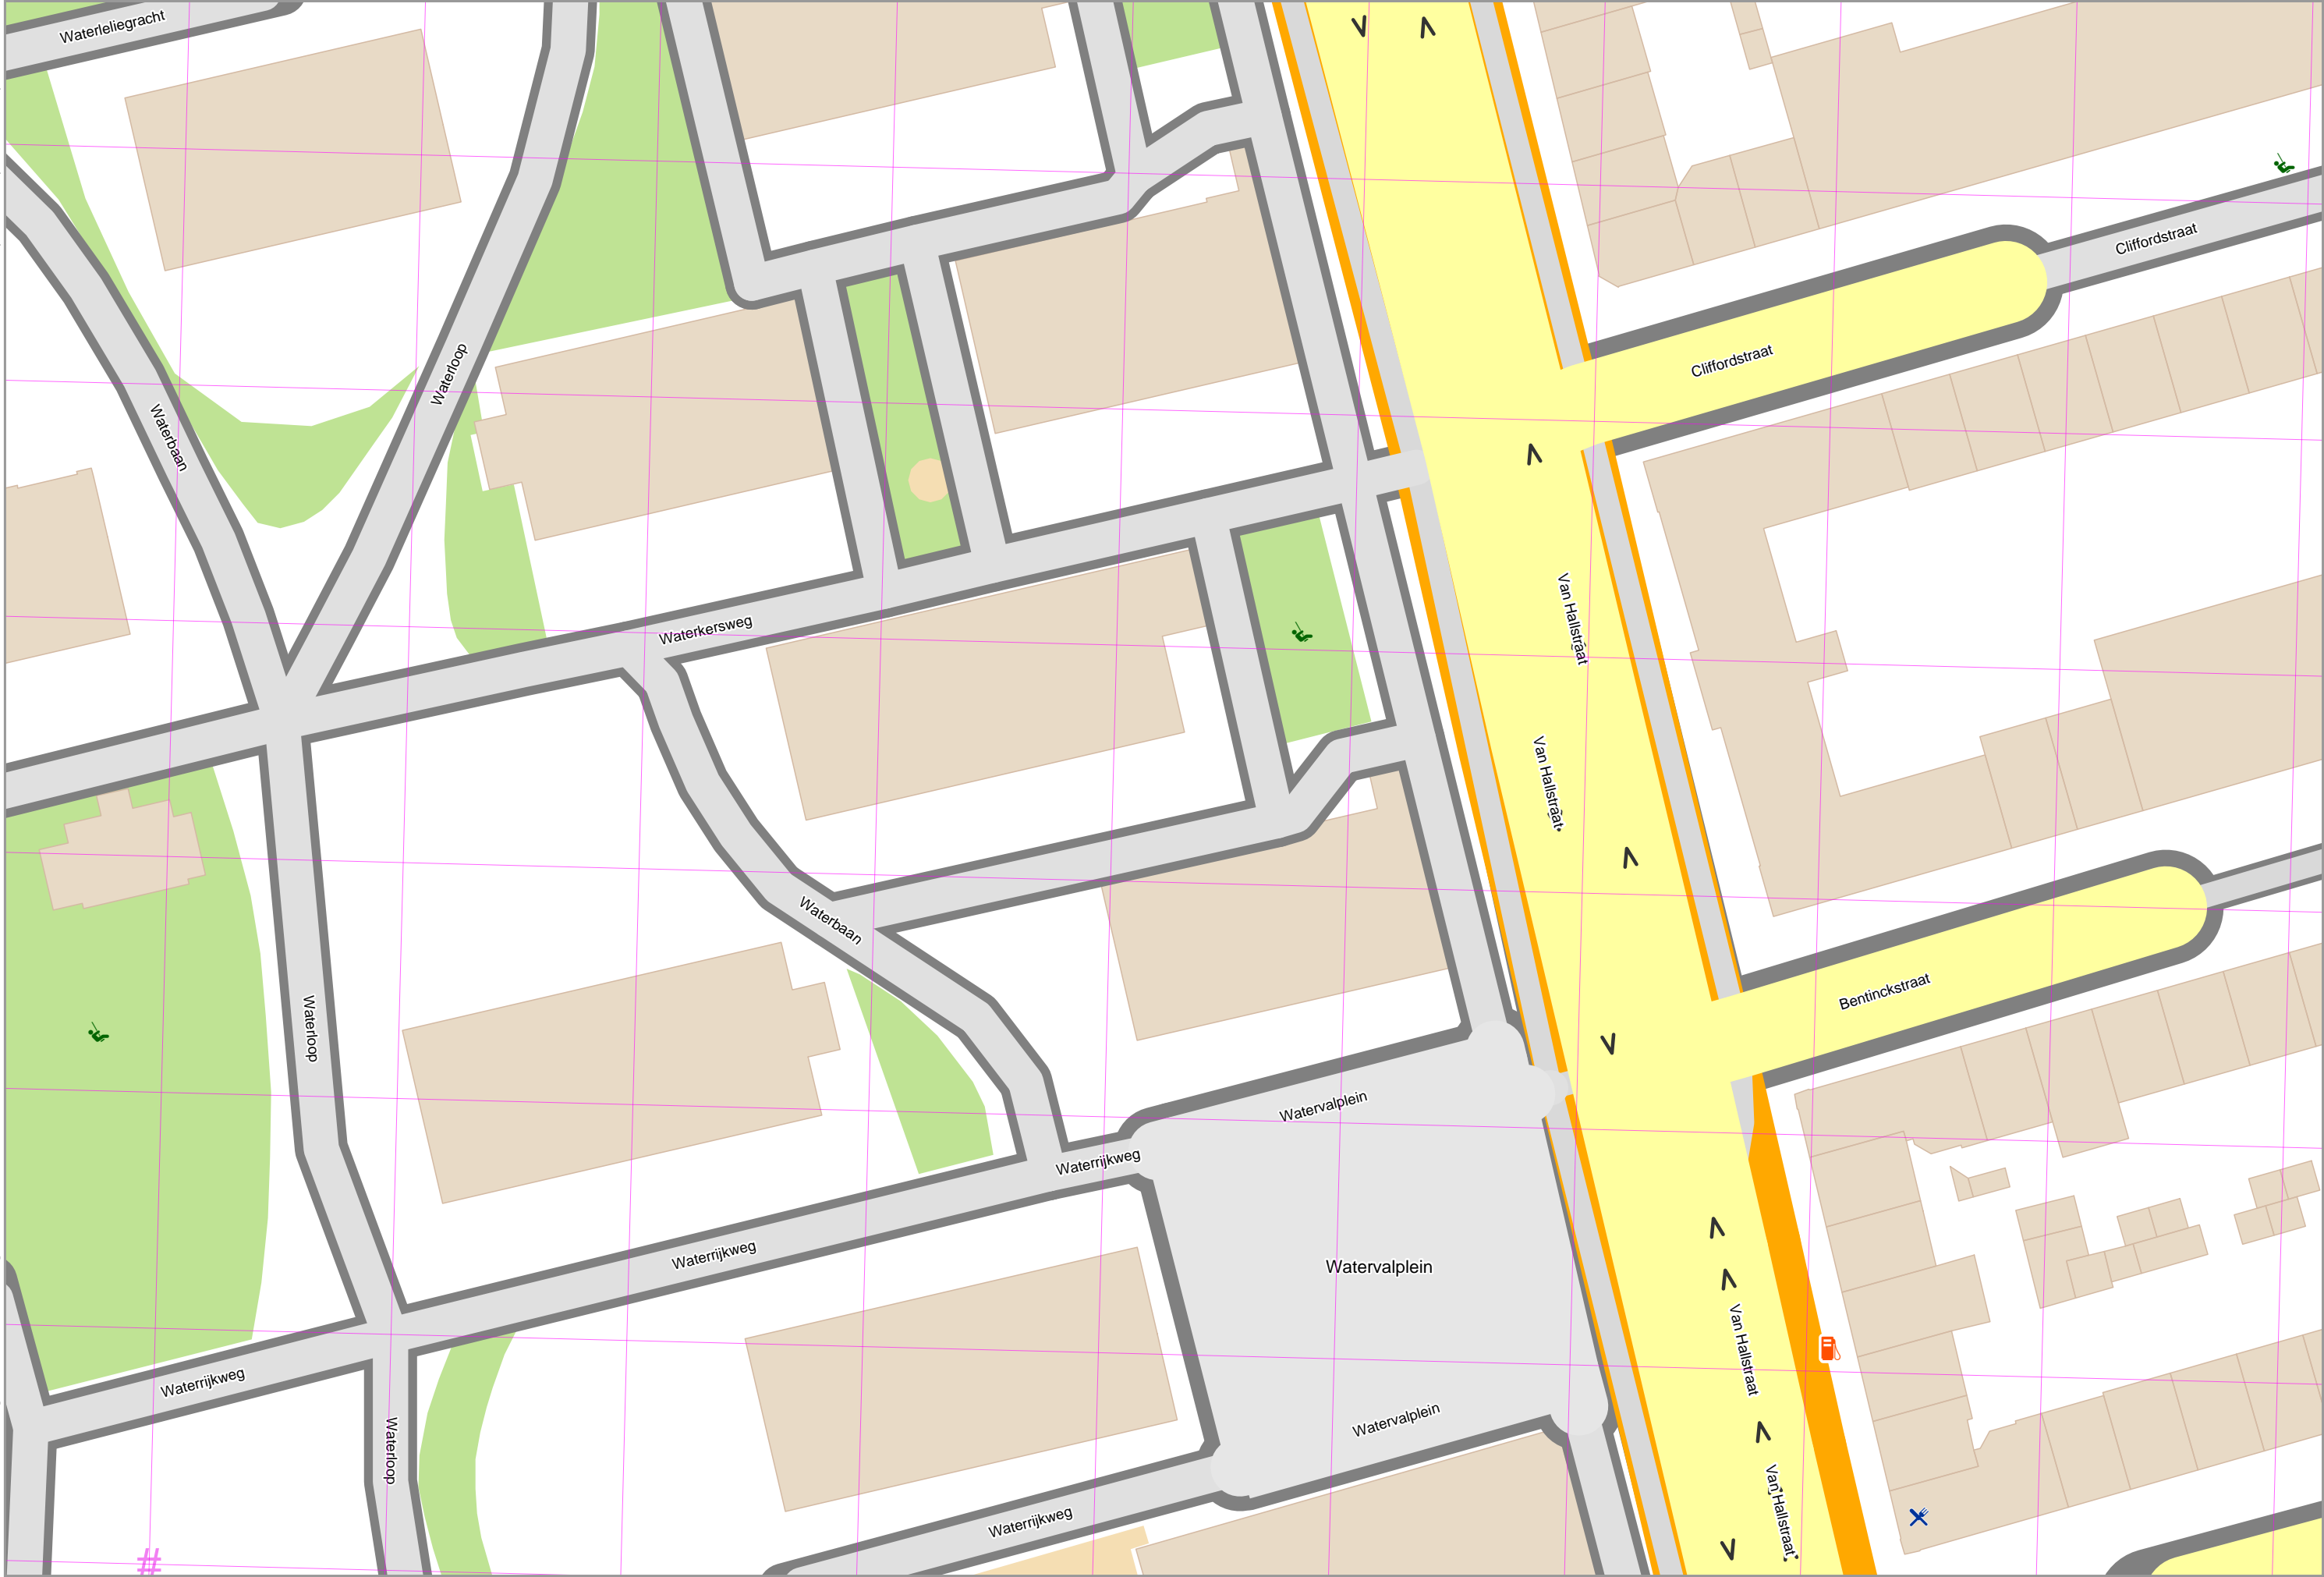 Waterleliegracht
Cliffordstraat
Cliffordstraat
Waterloop
Waterbaan
Waterkersweg
Van Hallstraat
Van Hallstraat
Waterbaan
Bentinckstraat
Waterloop
Watervalplein
Waterrijkweg
Waterrijkweg
Watervalplein
Van Hallstraat
Waterrijkweg
Watervalplein
Waterloop
Van Hallstraat
Waterrijkweg
#